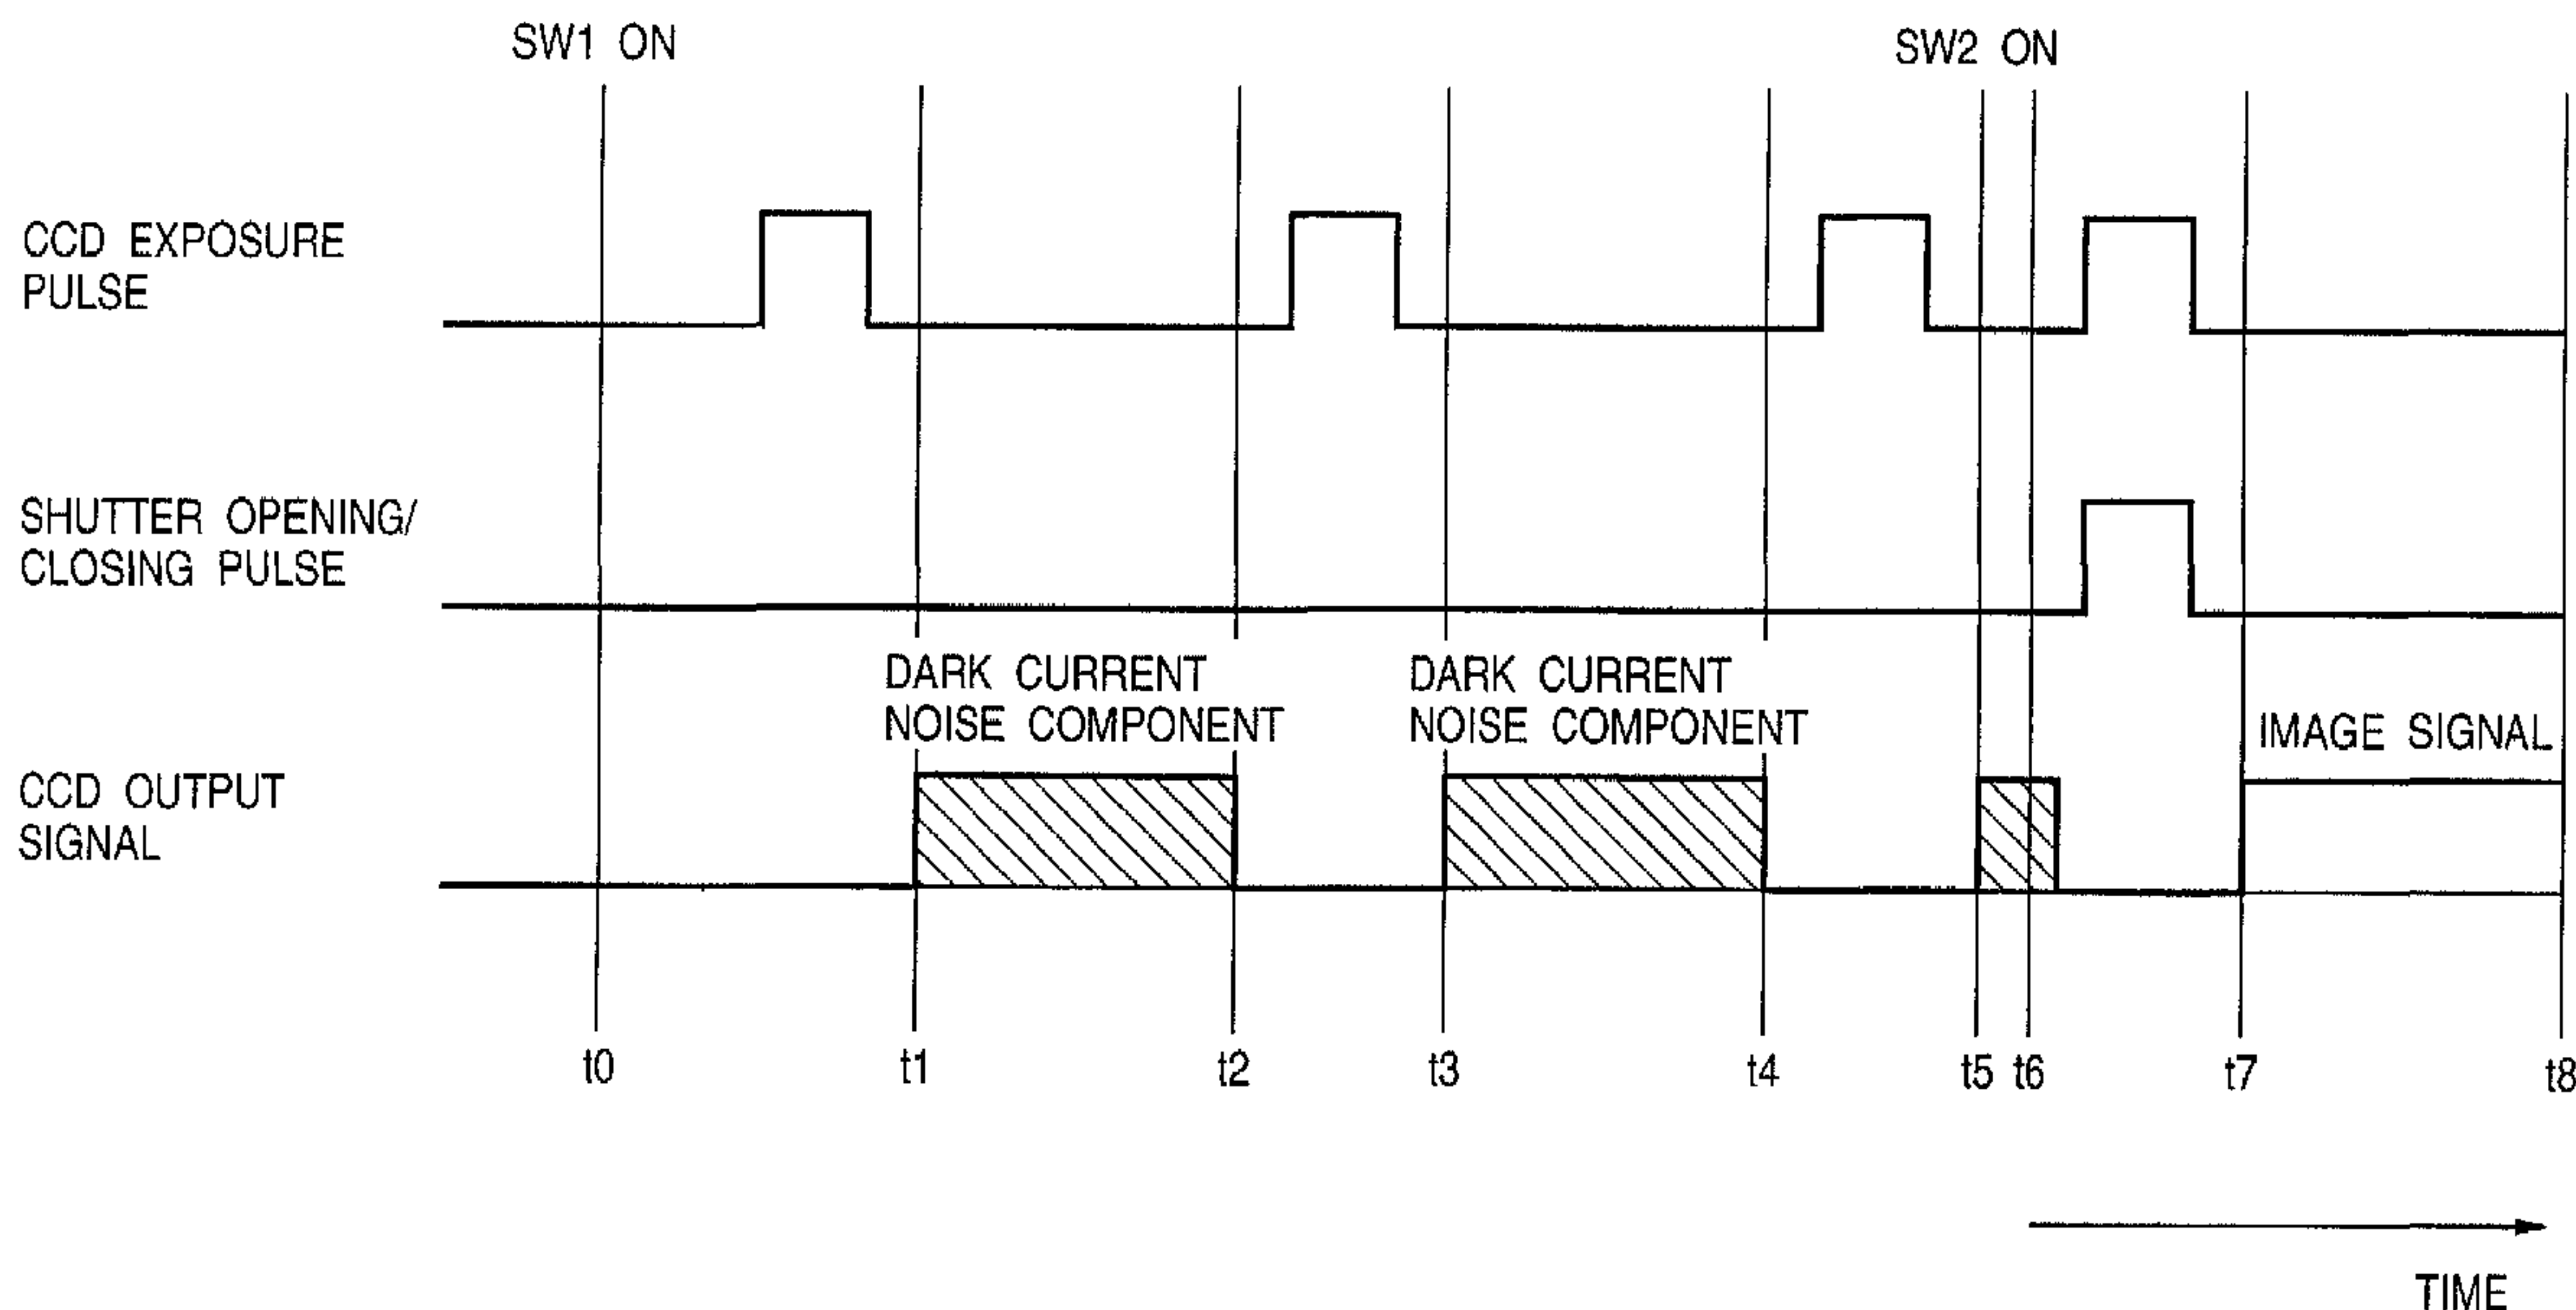 SW1 ON
SW2 ON
CCD EXPOSURE
PULSE
SHUTTER OPENING/
CLOSING PULSE
DARK CURRENT
NOISE COMPONENT
DARK CURRENT
NOISE COMPONENT
IMAGE SIGNAL
CCD OUTPUT
SIGNAL
t0
t1
t2
t3
t4
t5
t6
t7
t8
TIME